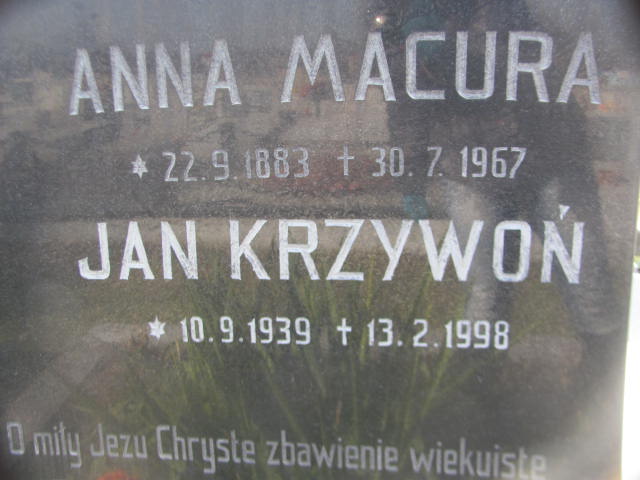 ANNA MACURA
* 22.9.1883 † 30.7.1967
JAN KRZYWOŃ
* 10.9.1939 † 13.2.1998
O miły Jezu Chryste zbawienie wiekuiste